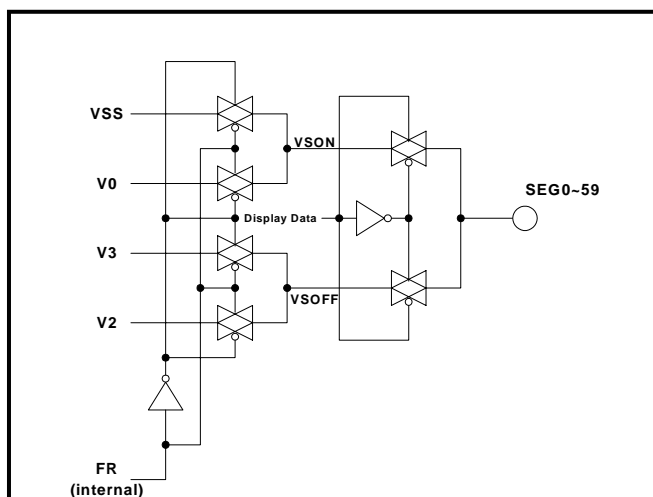 VSS
VSON
V0
SEG0~59
Display Data
V3
VSOFF
V2
FR
(internal)